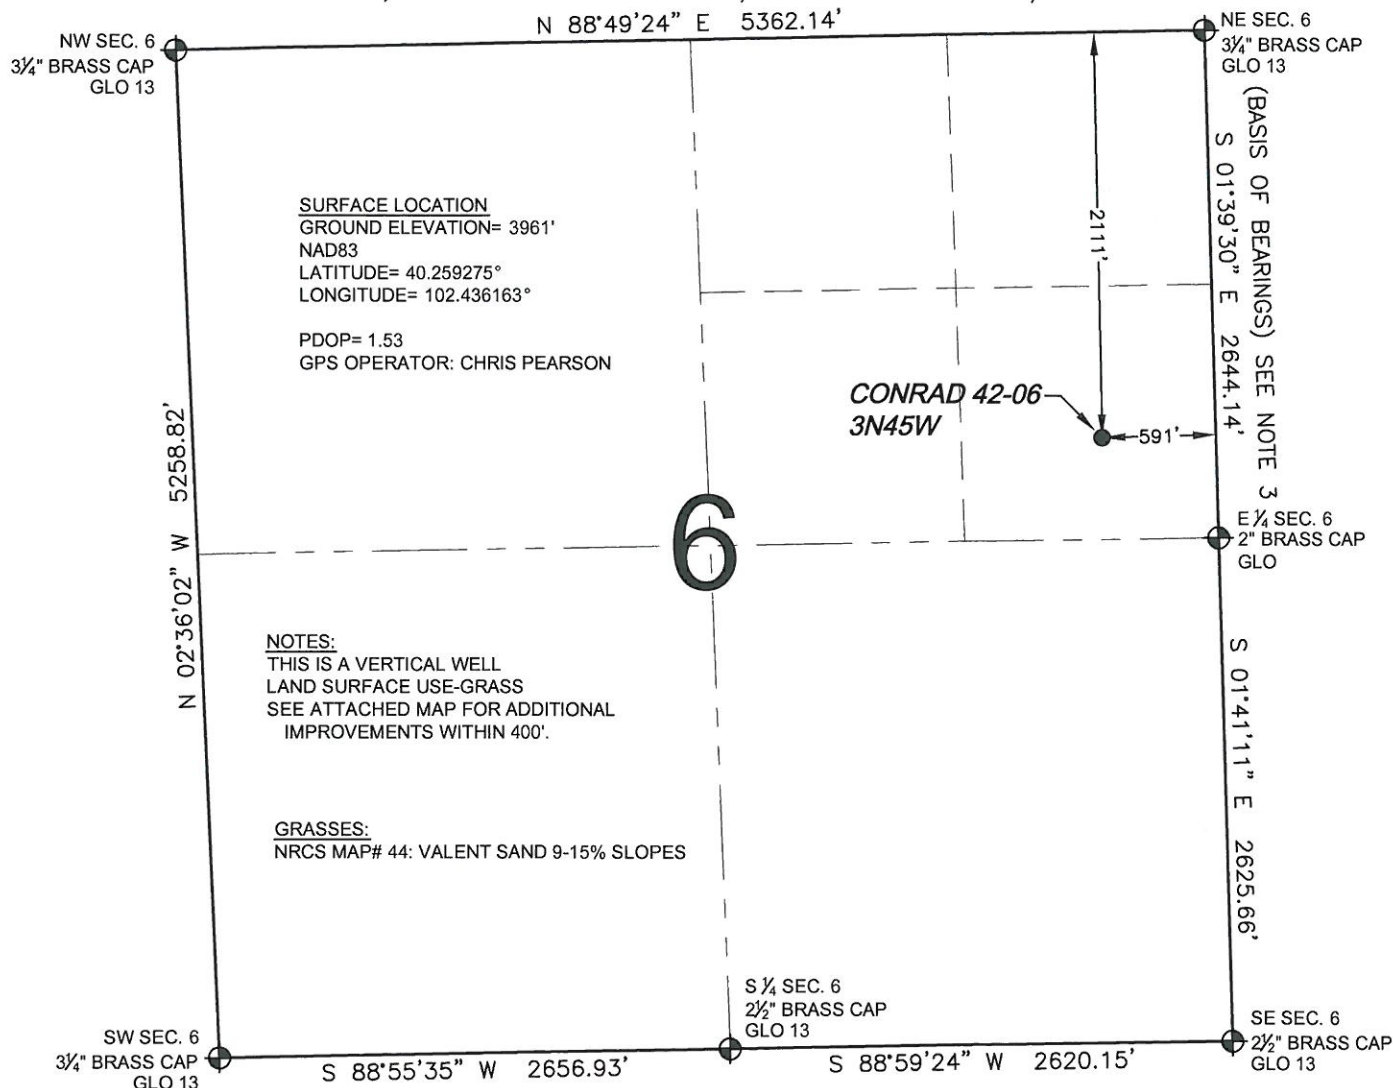 N 88°49'24" E 5362.14'
NW SEC. 6
3¼" BRASS CAP
GLO 13
NE SEC. 6
3¼" BRASS CAP
GLO 13
(BASIS OF BEARINGS) SEE NOTE 3
S 01°39'30" E 2644.14'
SURFACE LOCATION
GROUND ELEVATION= 3961'
NAD83
LATITUDE= 40.259275°
LONGITUDE= 102.436163°
PDOP= 1.53
GPS OPERATOR: CHRIS PEARSON
2111'
CONRAD 42-06
3N45W
591'
N 02°36'02" W 5258.82'
6
E ¼ SEC. 6
2" BRASS CAP
GLO
NOTES:
THIS IS A VERTICAL WELL
LAND SURFACE USE-GRASS
SEE ATTACHED MAP FOR ADDITIONAL
IMPROVEMENTS WITHIN 400'.
S 01°41'11" E 2625.66'
GRASSES:
NRCS MAP# 44: VALENT SAND 9-15% SLOPES
S ¼ SEC. 6
2½" BRASS CAP
GLO 13
SW SEC. 6
3¼" BRASS CAP
GLO 13
SE SEC. 6
2½" BRASS CAP
GLO 13
S 88°55'35" W 2656.93'
S 88°59'24" W 2620.15'